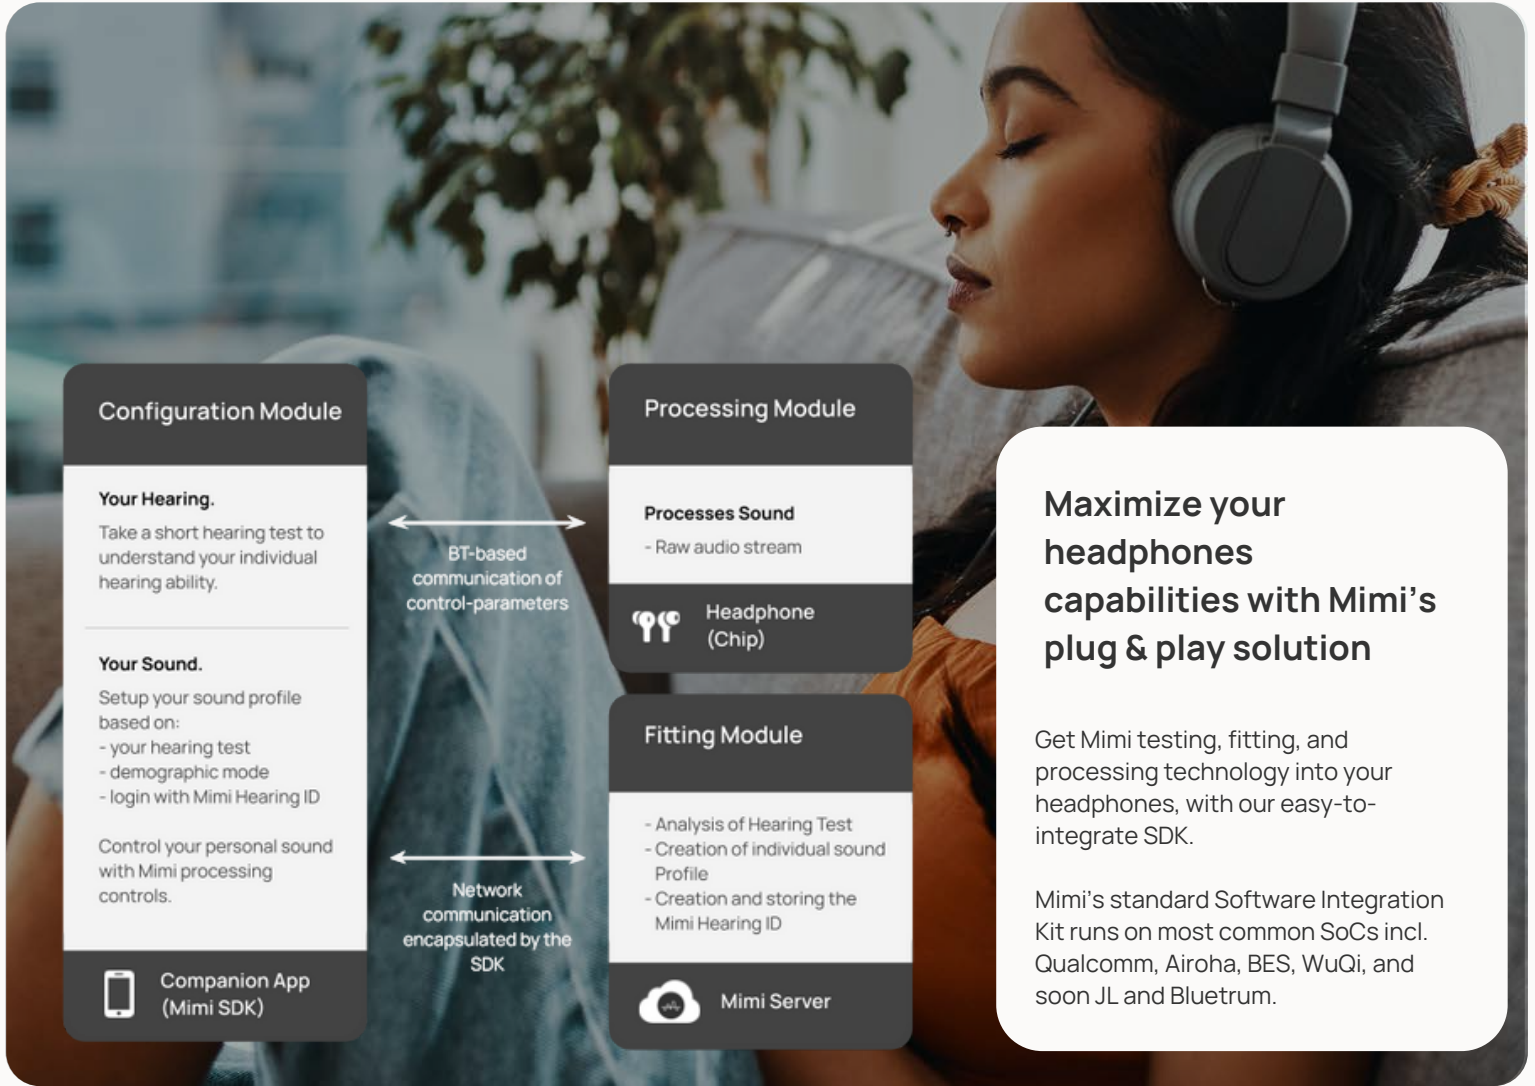 Configuration Module
Your Hearing.
Take a short hearing test to
understand your individual
hearing ability.
Your Sound.
Setup your sound profile
based on:
- your hearing test
- demographic mode
- login with Mimi Hearing ID
Control your personal sound
with Mimi processing
controls.
Companion App
(Mimi SDK)
BT-based
communication of
control-parameters
Network
communication
encapsulated by the
SDK
Processing Module
Processes Sound
- Raw audio stream
Headphone
(Chip)
Fitting Module
- Analysis of Hearing Test
- Creation of individual sound
Profile
- Creation and storing the
Mimi Hearing ID
Mimi Server
Maximize your
headphones
capabilities with Mimi's
plug & play solution
Get Mimi testing, fitting, and
processing technology into your
headphones, with our easy-to-
integrate SDK.
Mimi's standard Software Integration
Kit runs on most common SoCs incl.
Qualcomm, Airoha, BES, WuQi, and
soon JL and Bluetrum.